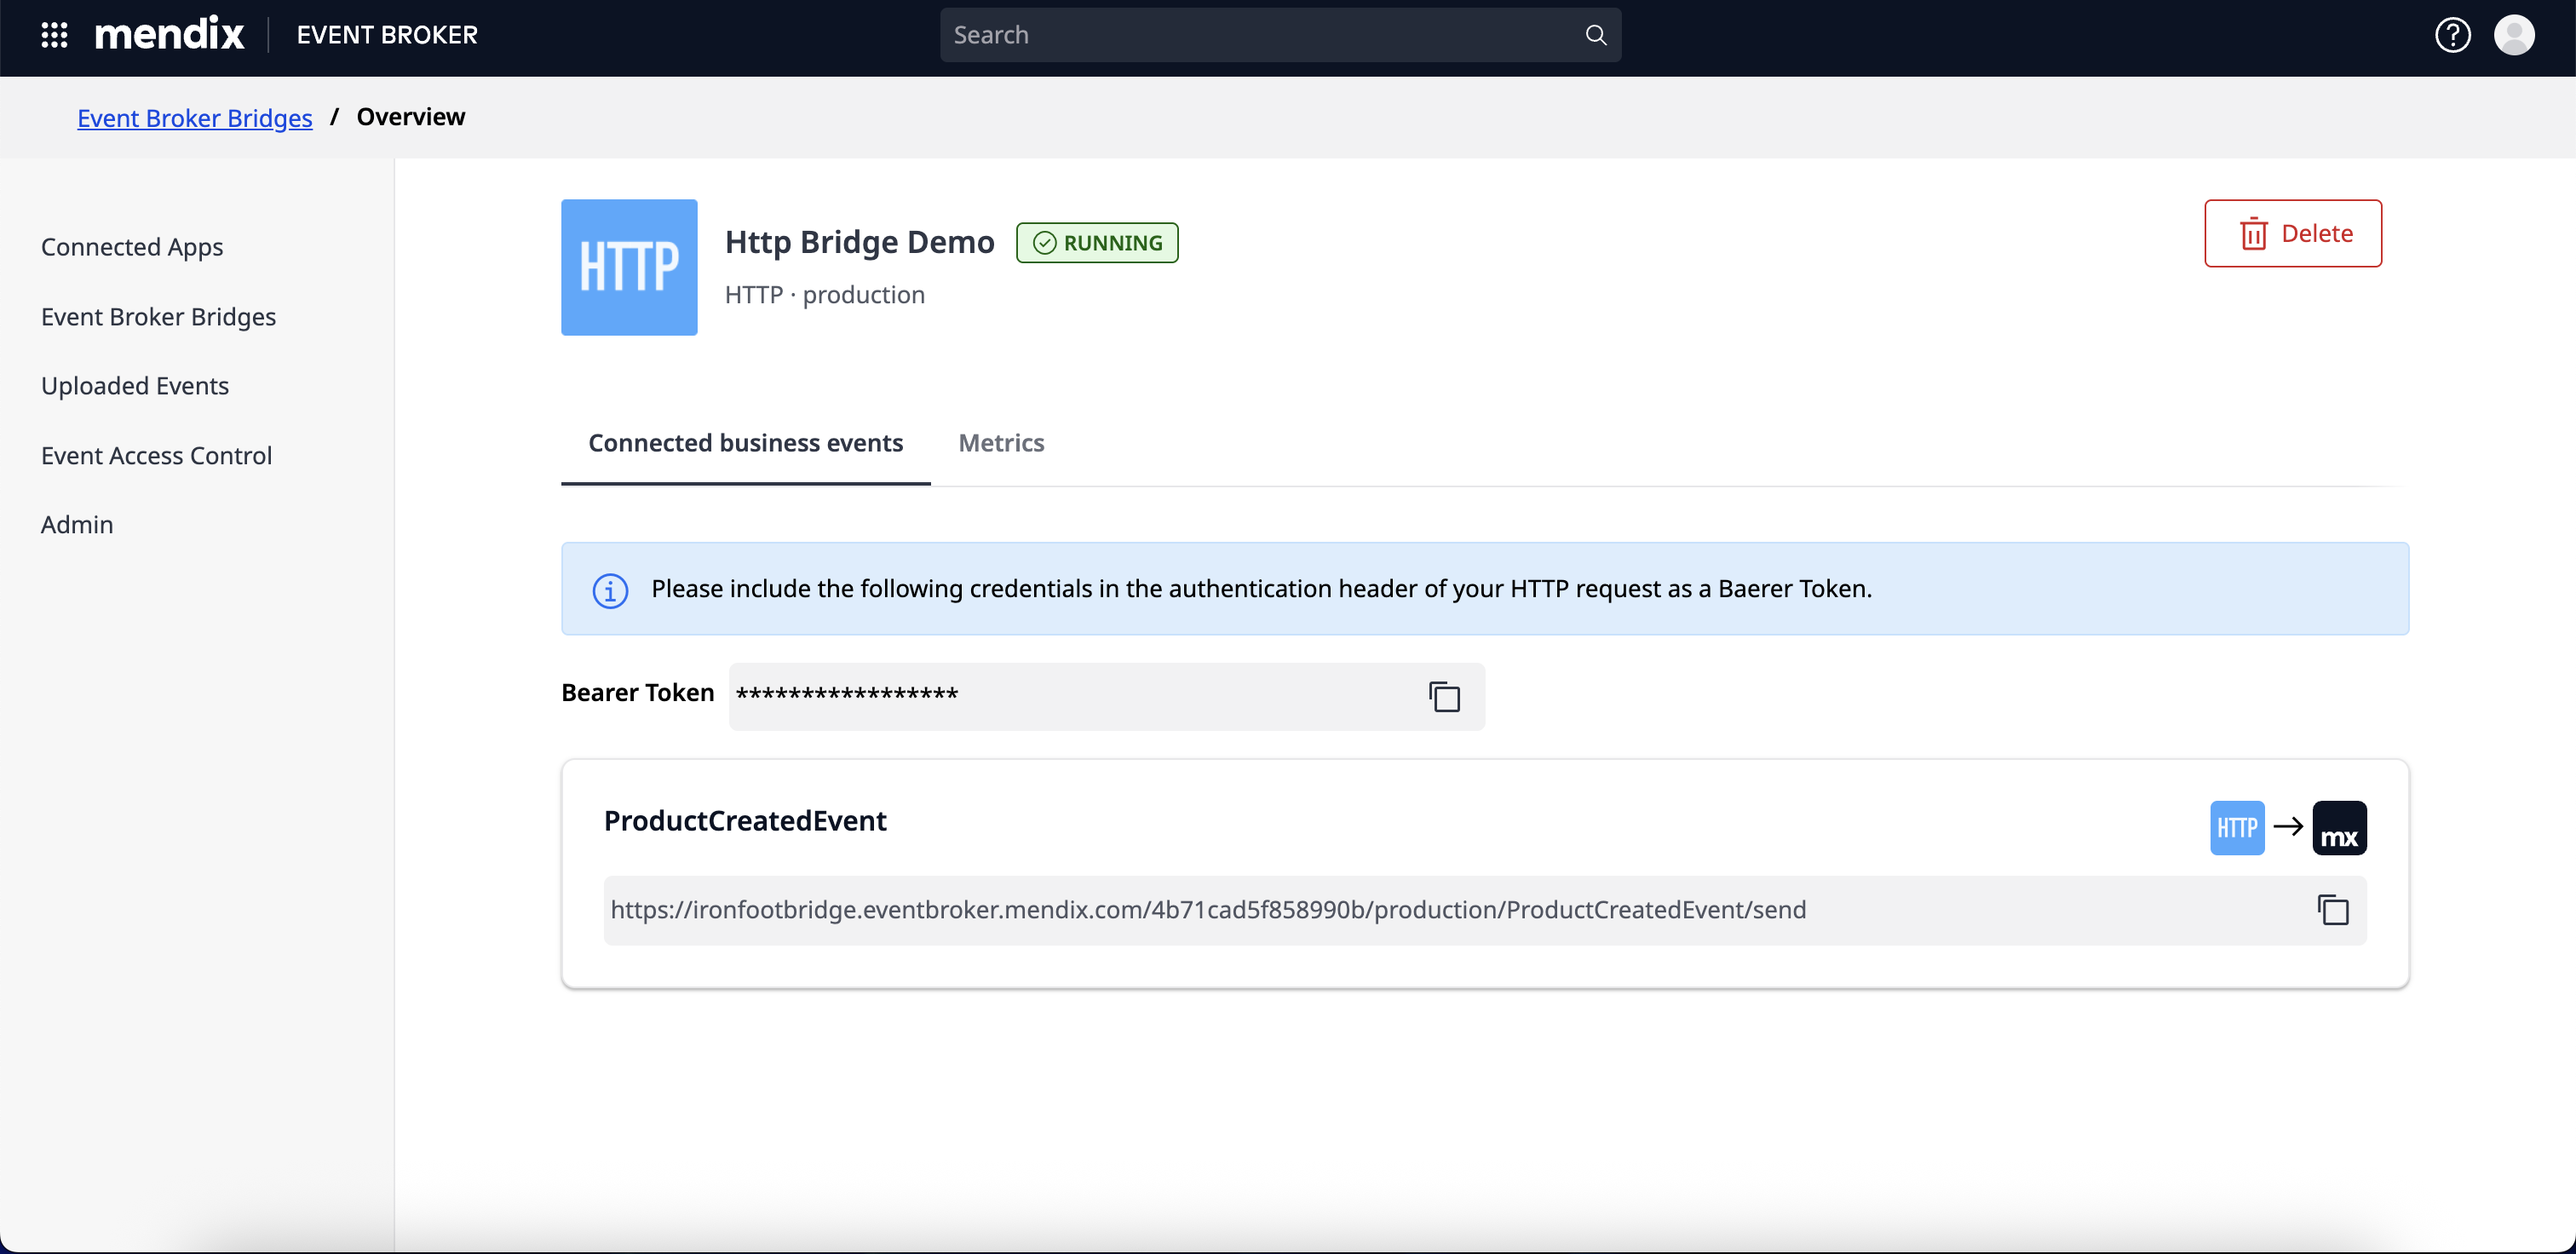 mendix EVENT BROKER
Search
Event Broker Bridges / Overview
Connected Apps
Event Broker Bridges
Uploaded Events
Event Access Control
Admin
HTTP
Http Bridge Demo
RUNNING
HTTP · production
Delete
Connected business events
Metrics
Please include the following credentials in the authentication header of your HTTP request as a Baerer Token.
Bearer Token *****************
ProductCreatedEvent
HTTP → mx
https://ironfootbridge.eventbroker.mendix.com/4b71cad5f858990b/production/ProductCreatedEvent/send